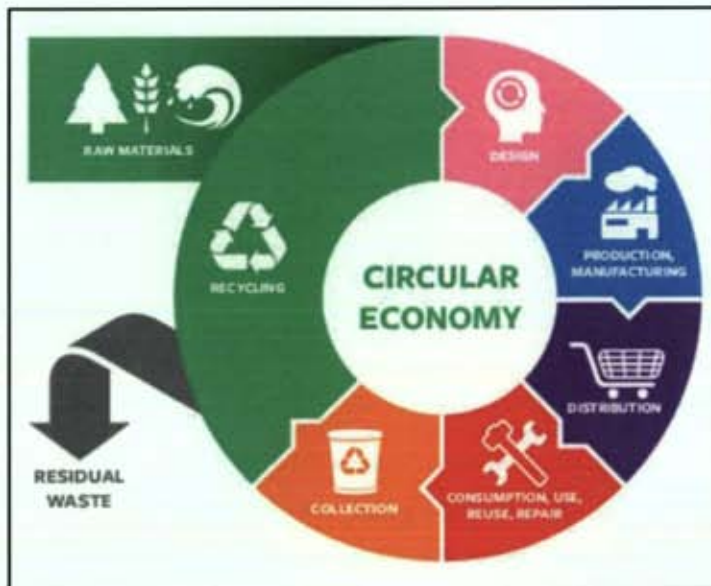 RAW MATERIALS
DESIGN
PRODUCTION,
MANUFACTURING
DISTRIBUTION
CONSUMPTION, USE,
REUSE, REPAIR
COLLECTION
RECYCLING
RESIDUAL
WASTE
CIRCULAR
ECONOMY